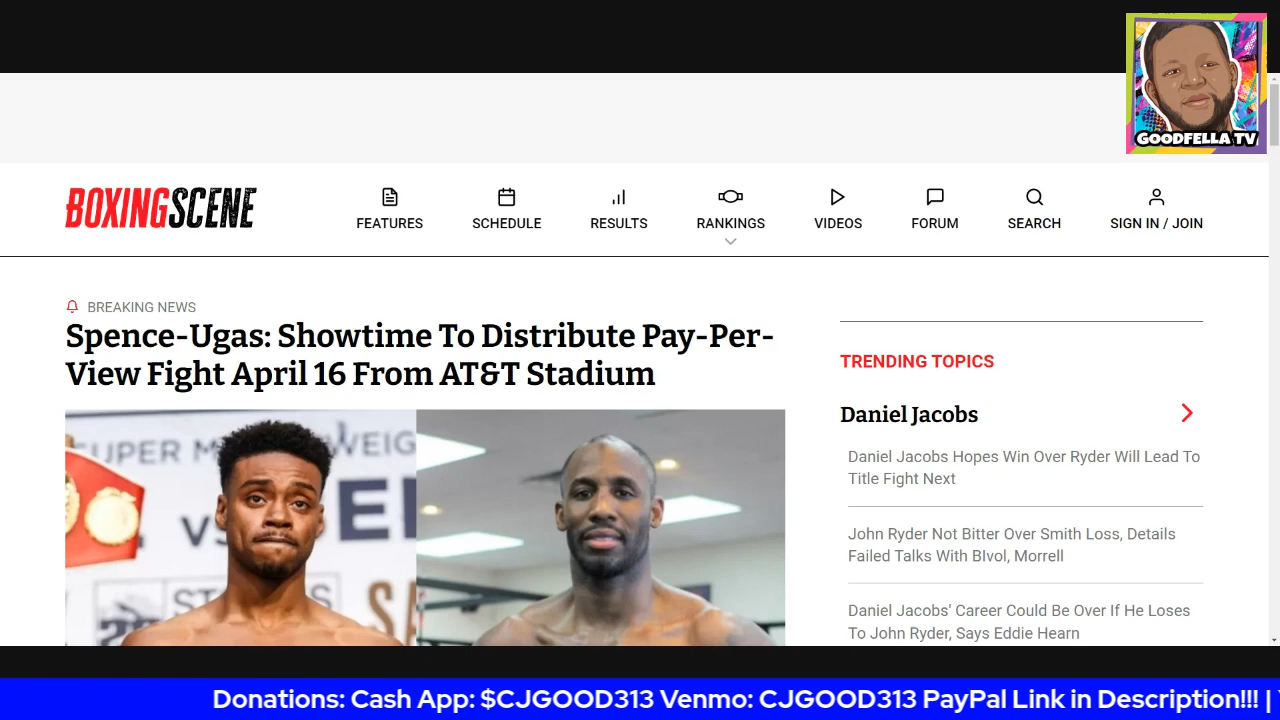 GOODFELLA TV
BOXINGSCENE
FEATURES
SCHEDULE
RESULTS
RANKINGS
VIDEOS
FORUM
SEARCH
SIGN IN / JOIN
BREAKING NEWS
Spence-Ugas: Showtime To Distribute Pay-Per-
View Fight April 16 From AT&T Stadium
SUPER
WEIG
V
ST
SA
TRENDING TOPICS
Daniel Jacobs
Daniel Jacobs Hopes Win Over Ryder Will Lead To
Title Fight Next
John Ryder Not Bitter Over Smith Loss, Details
Failed Talks With BIvol, Morrell
Daniel Jacobs' Career Could Be Over If He Loses
To John Ryder, Says Eddie Hearn
Donations: Cash App: $CJGOOD313 Venmo: CJGOOD313 PayPal Link in Description!!! |